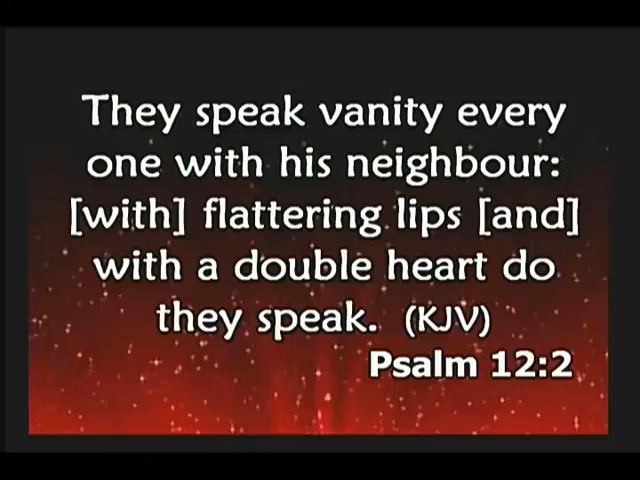 They speak vanity every
one with his neighbour:
[with] flattering lips [and]
with a double heart do
they speak. (KJV)
Psalm 12:2